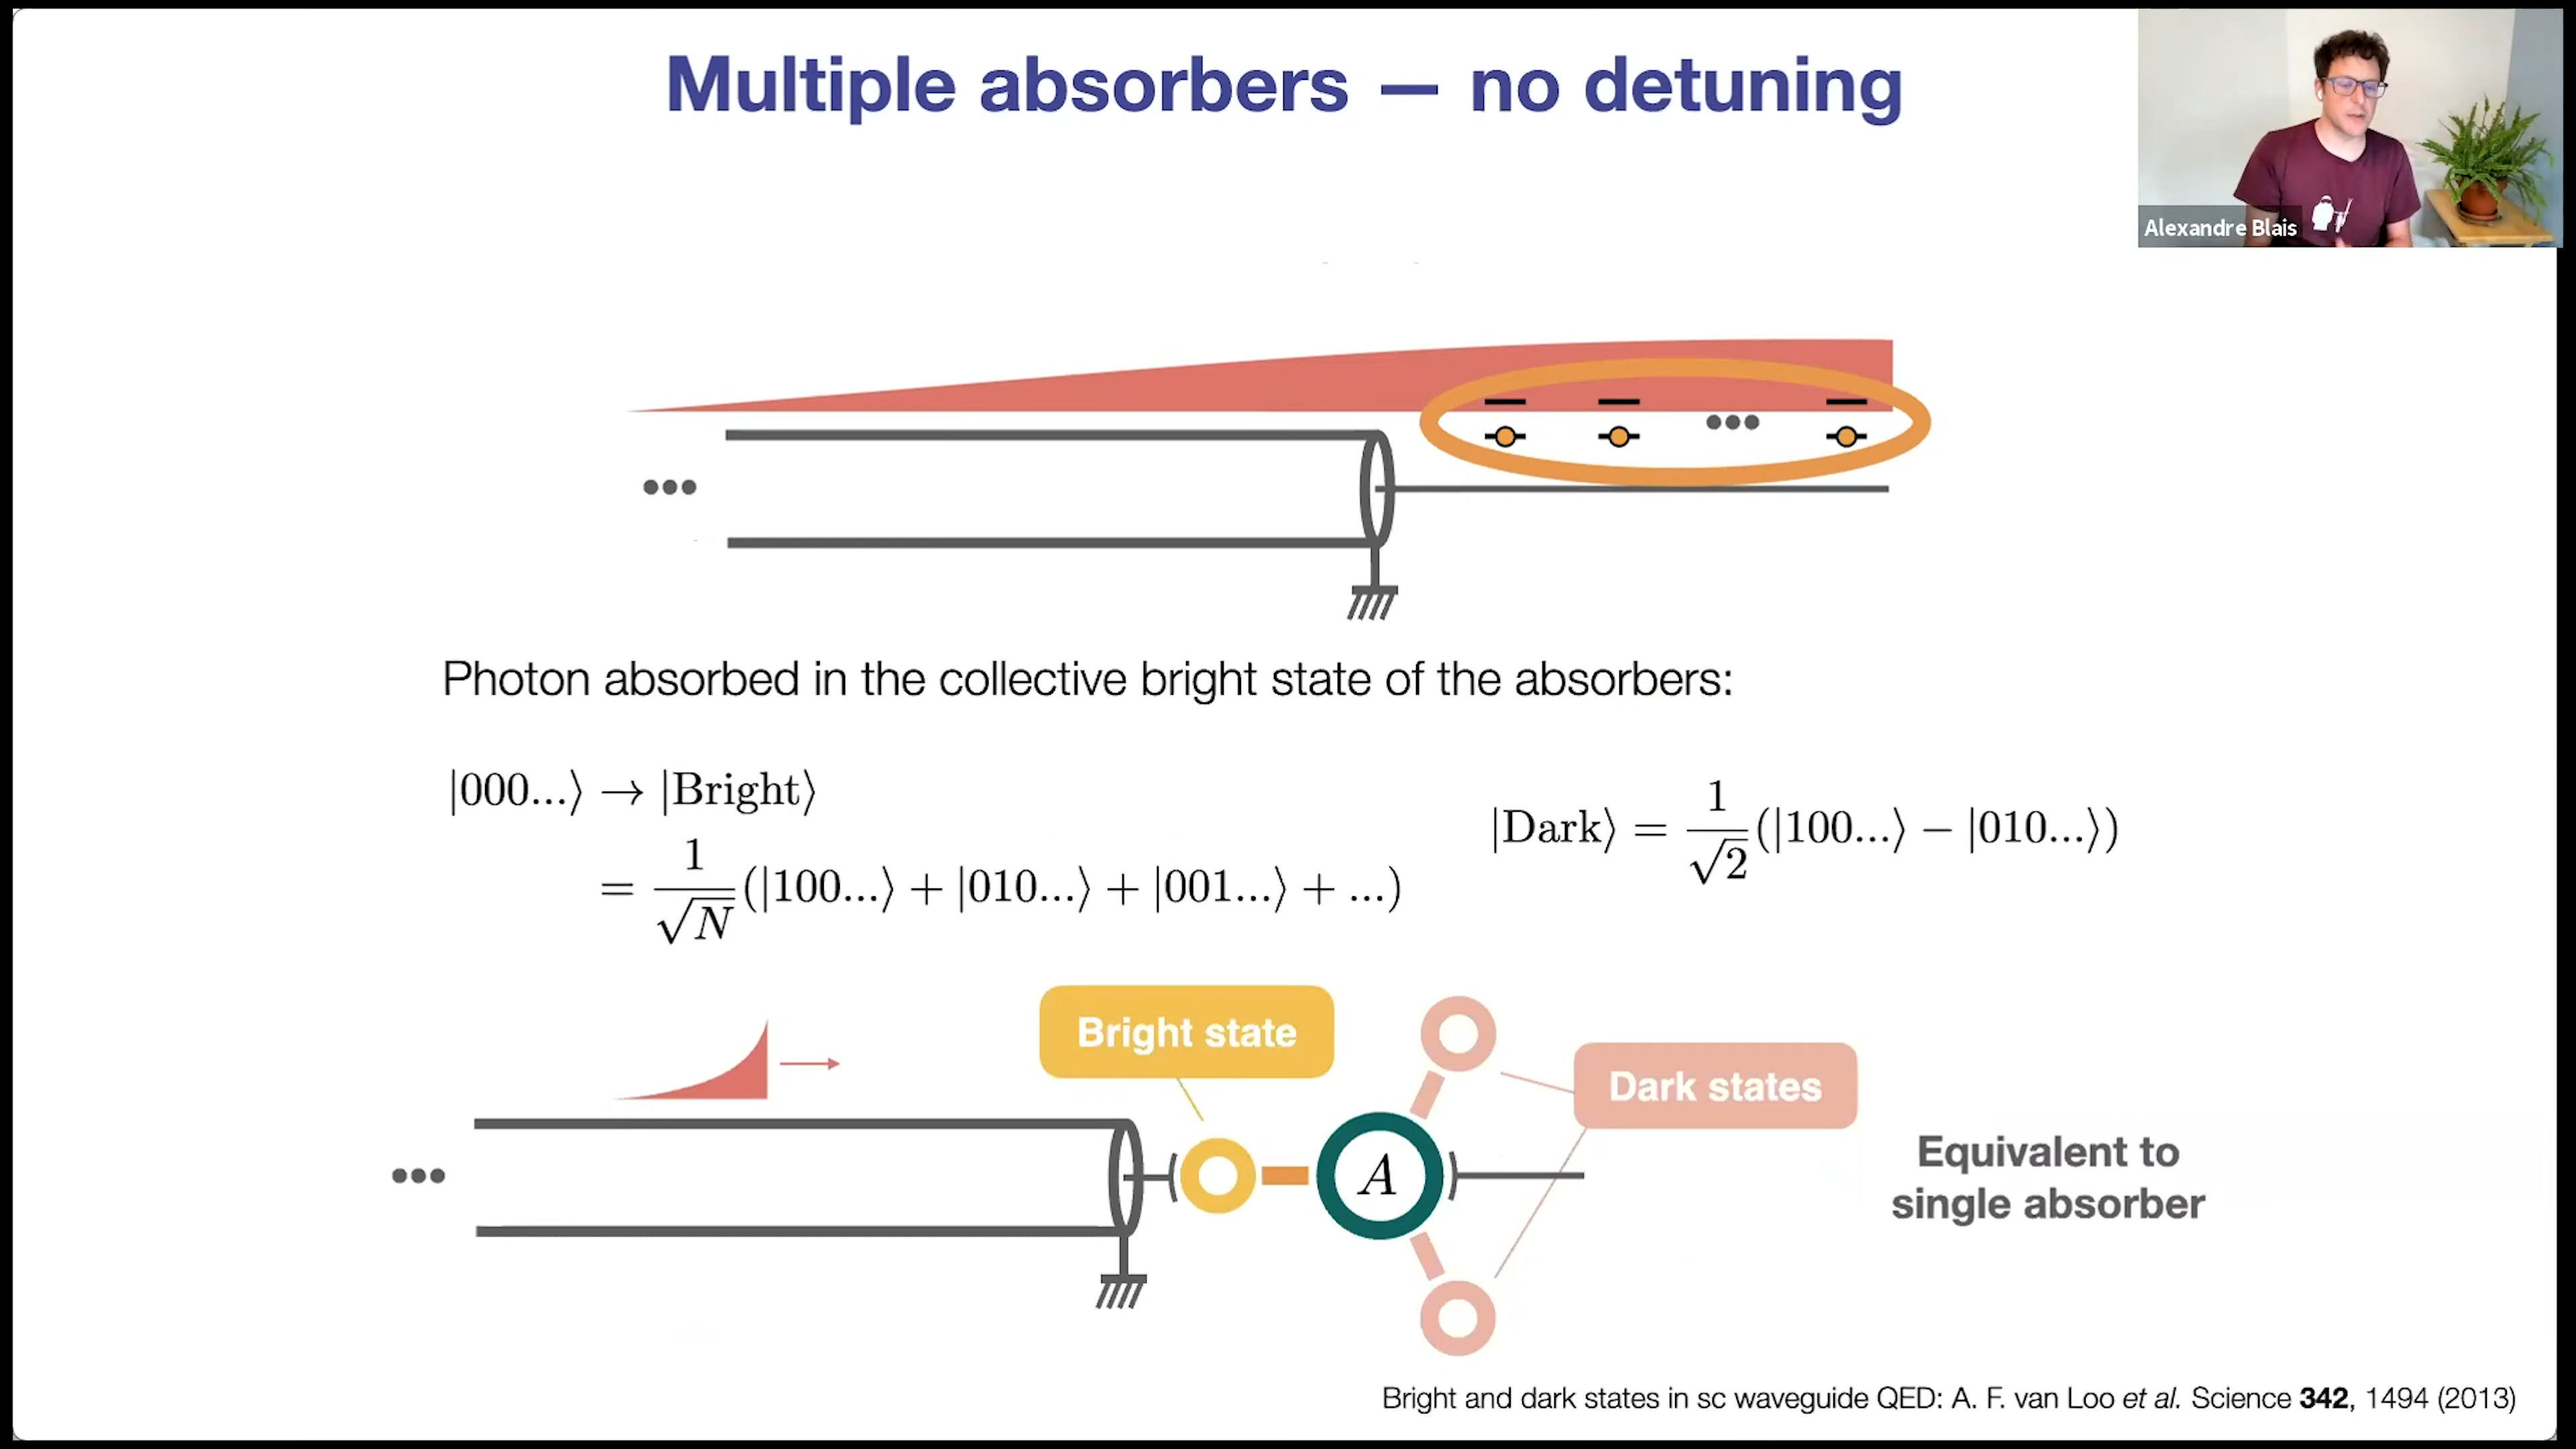 Multiple absorbers — no detuning
Alexandre Blais
Photon absorbed in the collective bright state of the absorbers:
|000...⟩ → |Bright⟩
= 1/√N (|100...⟩ + |010...⟩ + |001...⟩ + ...)
|Dark⟩ = 1/√2 (|100...⟩ − |010...⟩)
Bright state
Dark states
A
Equivalent to
single absorber
Bright and dark states in sc waveguide QED: A. F. van Loo et al. Science 342, 1494 (2013)